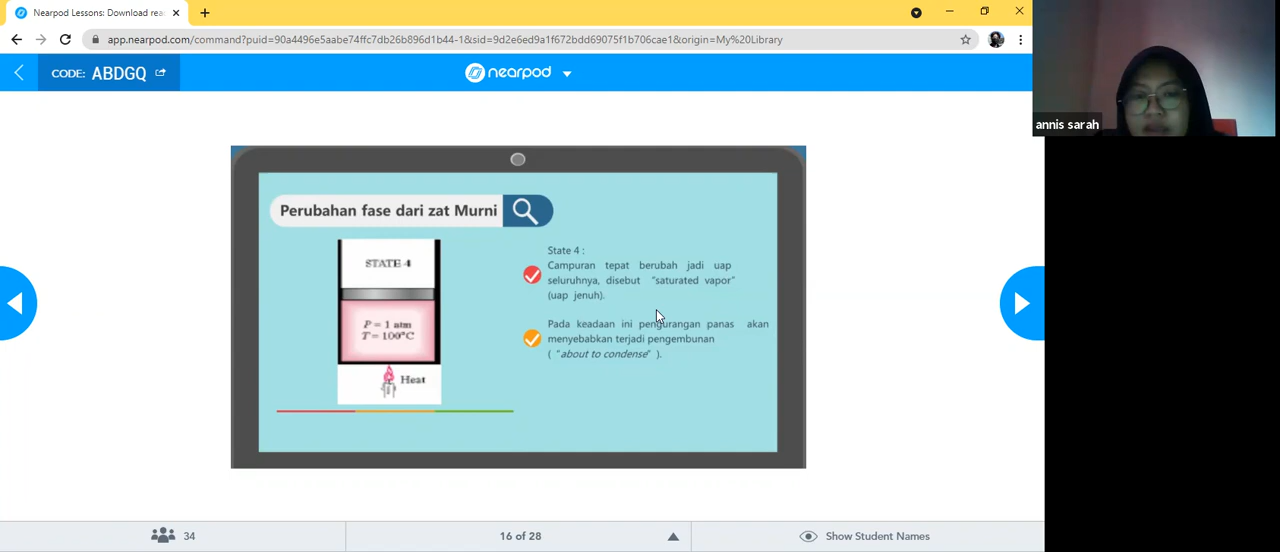 Nearpod Lessons: Download rea
app.nearpod.com/command?puid=90a4496e5aabe74ffc7db26b896d1b44-1&sid=9d2e6ed9a1f672bdd69075f1b706cae1&origin=My%20Library
CODE: ABDGQ
nearpod
annis sarah
Perubahan fase dari zat Murni
STATE 4
P = 1 atm
T = 100°C
Heat
State 4 :
Campuran tepat berubah jadi uap
seluruhnya, disebut "saturated vapor"
(uap jenuh).
Pada keadaan ini pengurangan panas akan
menyebabkan terjadi pengembunan
( "about to condense" ).
34
16 of 28
Show Student Names